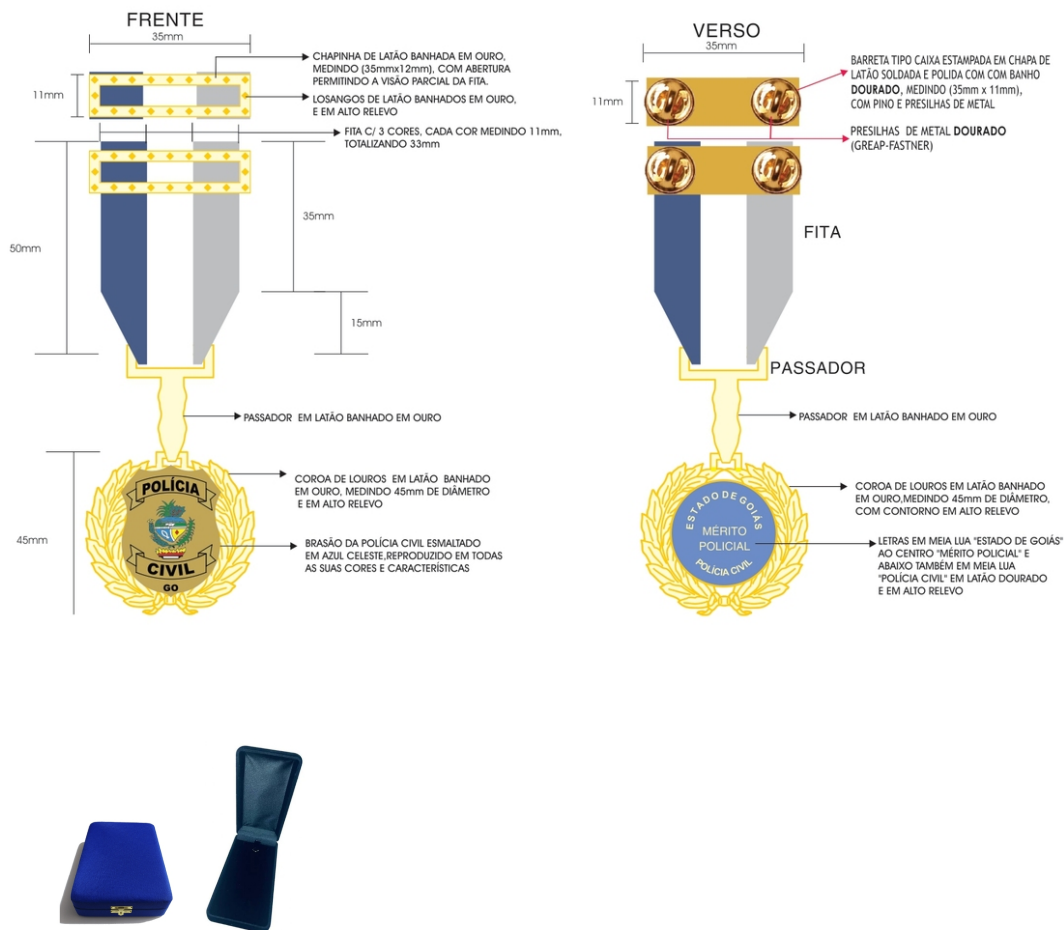 FRENTE
35mm
11mm
CHAPINHA DE LATÃO BANHADA EM OURO,
MEDINDO (35mmx12mm), COM ABERTURA
PERMITINDO A VISÃO PARCIAL DA FITA.
LOSANGOS DE LATÃO BANHADOS EM OURO,
E EM ALTO RELEVO
FITA C/ 3 CORES, CADA COR MEDINDO 11mm,
TOTALIZANDO 33mm
50mm
35mm
15mm
PASSADOR EM LATÃO BANHADO EM OURO
45mm
POLÍCIA
CIVIL
GO
COROA DE LOUROS EM LATÃO BANHADO
EM OURO, MEDINDO 45mm DE DIÂMETRO
E EM ALTO RELEVO
BRASÃO DA POLÍCIA CIVIL ESMALTADO
EM AZUL CELESTE,REPRODUZIDO EM TODAS
AS SUAS CORES E CARACTERÍSTICAS
VERSO
35mm
11mm
BARRETA TIPO CAIXA ESTAMPADA EM CHAPA DE
LATÃO SOLDADA E POLIDA COM COM BANHO
DOURADO, MEDINDO (35mm x 11mm),
COM PINO E PRESILHAS DE METAL
PRESILHAS DE METAL DOURADO
(GREAP-FASTNER)
FITA
PASSADOR
PASSADOR EM LATÃO BANHADO EM OURO
ESTADO DE GOIÁS
MÉRITO
POLICIAL
POLÍCIA CIVIL
COROA DE LOUROS EM LATÃO BANHADO
EM OURO,MEDINDO 45mm DE DIÂMETRO,
COM CONTORNO EM ALTO RELEVO
LETRAS EM MEIA LUA "ESTADO DE GOIÁS"
AO CENTRO "MÉRITO POLICIAL" E
ABAIXO TAMBÉM EM MEIA LUA
"POLÍCIA CIVIL" EM LATÃO DOURADO
E EM ALTO RELEVO